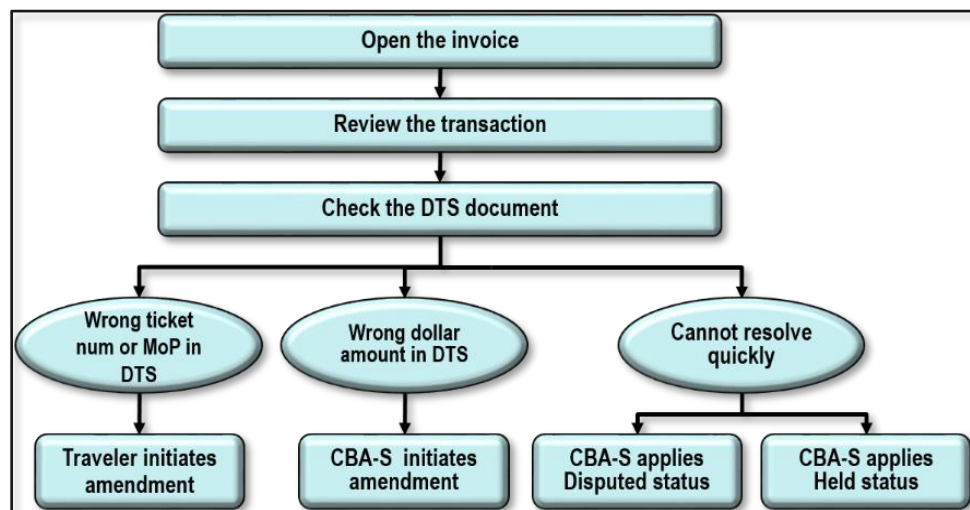 Open the invoice
Review the transaction
Check the DTS document
Wrong ticket
num or MoP in
DTS
Wrong dollar
amount in DTS
Cannot resolve
quickly
Traveler initiates
amendment
CBA-S initiates
amendment
CBA-S applies
Disputed status
CBA-S applies
Held status